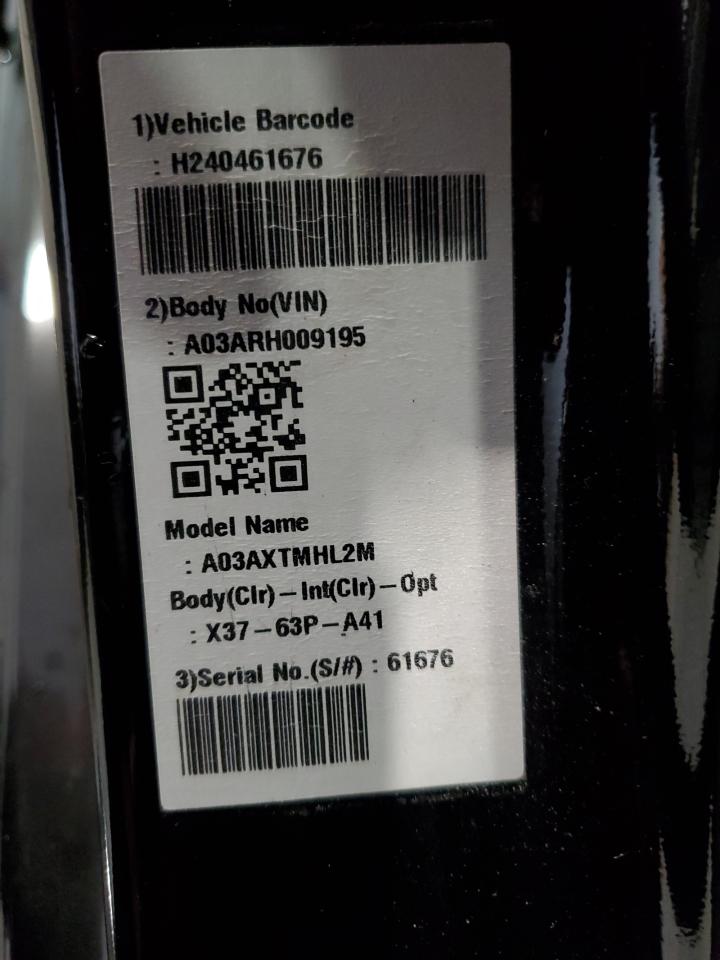 1)Vehicle Barcode
: H240461676
2)Body No(VIN)
: A03ARH009195
Model Name
: A03AXTMHL2M
Body(Clr)－Int(Clr)－Opt
: X37－63P－A41
3)Serial No.(S/#) : 61676